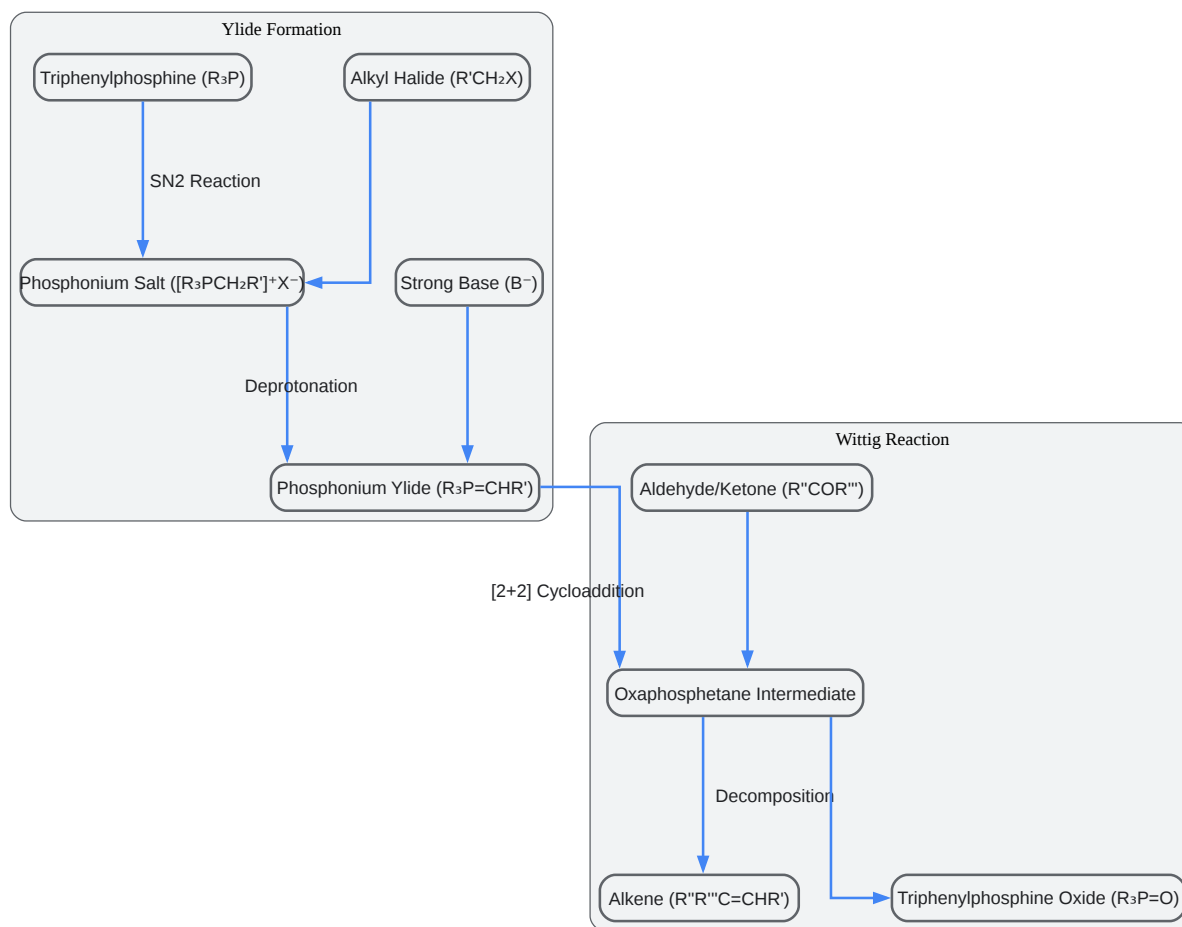 Ylide Formation
Triphenylphosphine (R₃P)
Alkyl Halide (R'CH₂X)
SN2 Reaction
Phosphonium Salt ([R₃PCH₂R']⁺X⁻)
Strong Base (B⁻)
Deprotonation
Phosphonium Ylide (R₃P=CHR')
Wittig Reaction
Aldehyde/Ketone (R''COR''')
[2+2] Cycloaddition
Oxaphosphetane Intermediate
Decomposition
Alkene (R''R'''C=CHR')
Triphenylphosphine Oxide (R₃P=O)